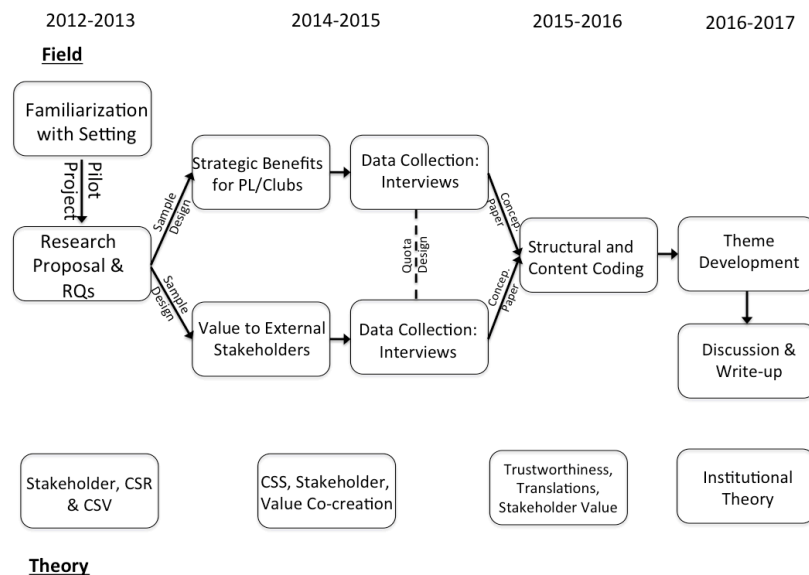 2012-2013
2014-2015
2015-2016
2016-2017
Field
Familiarization
with Setting
Pilot
Project
Research
Proposal &
RQs
Sample
Design
Sample
Design
Strategic Benefits
for PL/Clubs
Data Collection:
Interviews
Quota
Design
Value to External
Stakeholders
Data Collection:
Interviews
Concep.
Paper
Concep.
Paper
Structural and
Content Coding
Theme
Development
Discussion &
Write-up
Stakeholder, CSR
& CSV
CSS, Stakeholder,
Value Co-creation
Trustworthiness,
Translations,
Stakeholder Value
Institutional
Theory
Theory